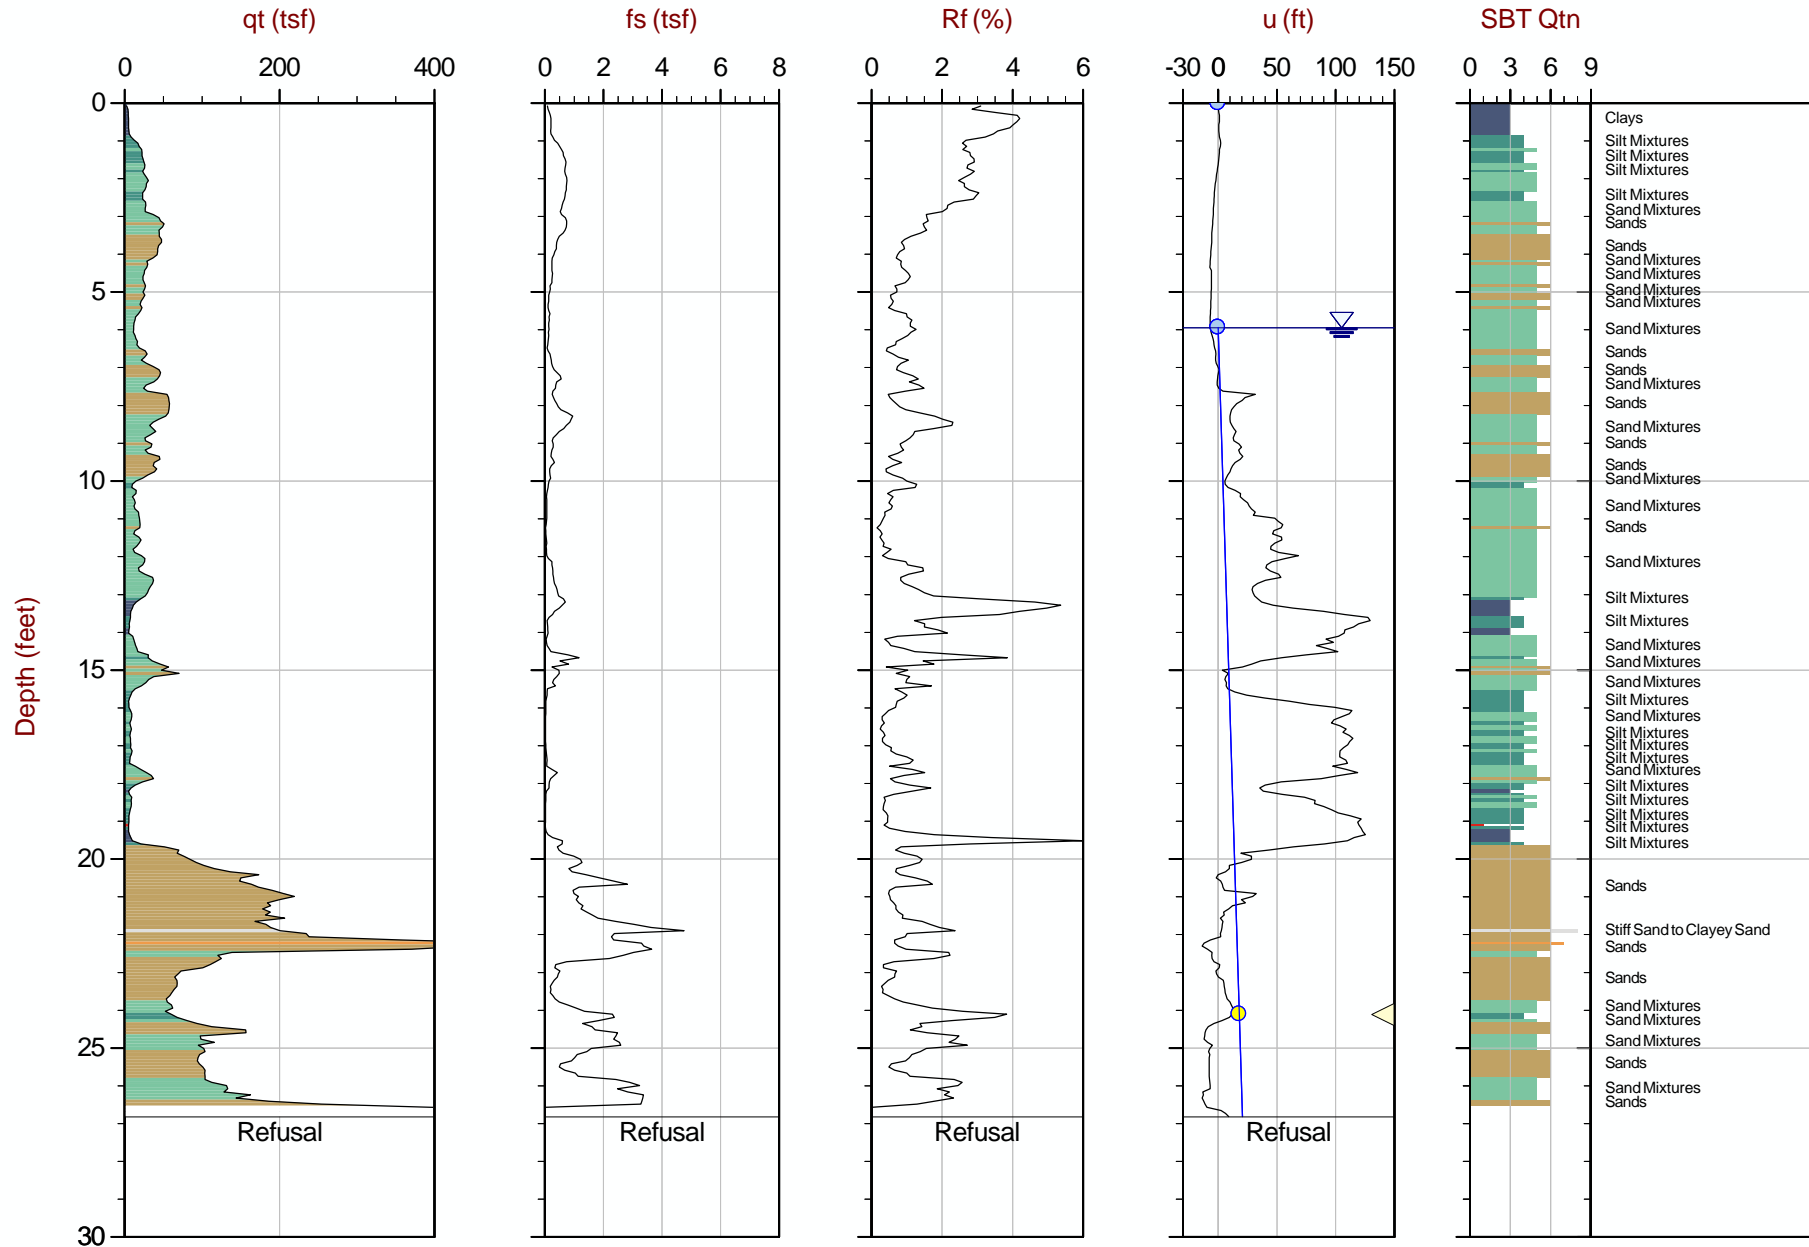 qt (tsf) fs (tsf) Rf (%) u (ft) SBT Qtn
0 200 400 0 2 4 6 8 0 2 4 6 -30 0 50 100 150 0 3 6 9
0
5
10
15
20
25
30
Depth (feet)
Clays
Silt Mixtures
Silt Mixtures
Silt Mixtures
Silt Mixtures
Sand Mixtures
Sands
Sands
Sand Mixtures
Sand Mixtures
Sand Mixtures
Sand Mixtures
Sand Mixtures
Sands
Sands
Sand Mixtures
Sands
Sand Mixtures
Sands
Sands
Sand Mixtures
Sand Mixtures
Sands
Sand Mixtures
Silt Mixtures
Silt Mixtures
Sand Mixtures
Sand Mixtures
Sand Mixtures
Silt Mixtures
Sand Mixtures
Silt Mixtures
Silt Mixtures
Silt Mixtures
Sand Mixtures
Silt Mixtures
Silt Mixtures
Silt Mixtures
Silt Mixtures
Silt Mixtures
Sands
Stiff Sand to Clayey Sand
Sands
Sands
Sand Mixtures
Sand Mixtures
Sand Mixtures
Sands
Sand Mixtures
Sands
Refusal Refusal Refusal Refusal